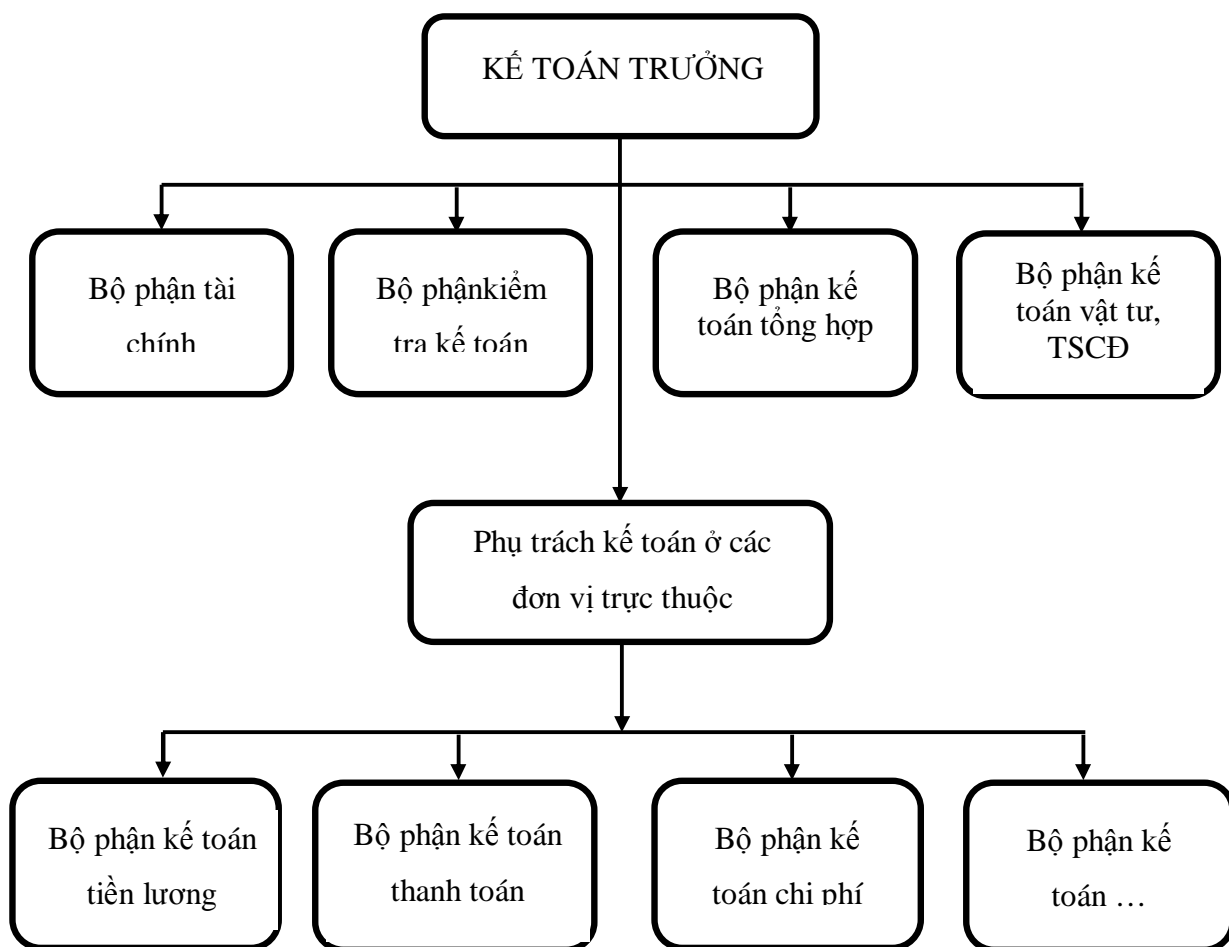 KẾ TOÁN TRƯỞNG
Bộ phận tài
chính
Bộ phậnkiểm
tra kế toán
Bộ phận kế
toán tổng hợp
Bộ phận kế
toán vật tư,
TSCĐ
Phụ trách kế toán ở các
đơn vị trực thuộc
Bộ phận kế toán
tiền lương
Bộ phận kế toán
thanh toán
Bộ phận kế
toán chi phí
Bộ phận kế
toán …